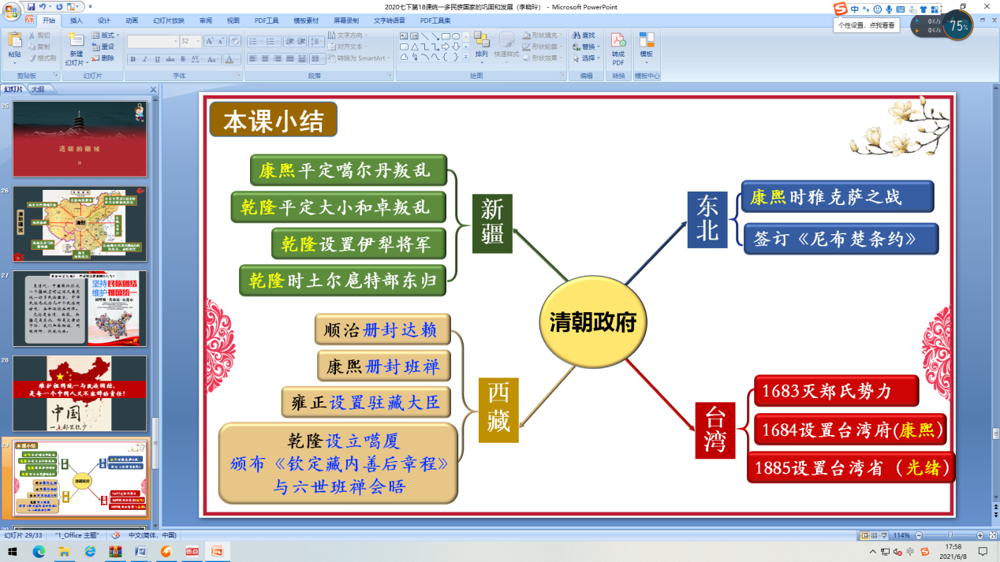 2020七下第18课统一多民族国家的巩固和发展（李晓玲） - Microsoft PowerPoint
开始 插入 设计 动画 幻灯片放映 审阅 视图 PDF工具 模板素材 屏幕录制 文字转语音 PDF工具集
个性设置，点我看看
0K/s
0K/s
75%
中
粘贴
剪切
复制
格式刷
剪贴板
新建
幻灯片
版式
重设
删除
幻灯片
32
字体
文字方向
对齐文本
转换为 SmartArt
段落
排列
快速样式
形状填充
形状轮廓
形状效果
绘图
查找
替换
选择
编辑
转成
PDF
转换
模板
模板中心
幻灯片 大纲
25
清朝的疆域
26
27
坚持民族团结
维护祖国统一
28
维护祖国统一与民族团结，
是每一个中国人义不容辞的责任！
中国
一点都不能少
29
本课小结
康熙平定噶尔丹叛乱
乾隆平定大小和卓叛乱
乾隆设置伊犁将军
乾隆时土尔扈特部东归
新疆
顺治册封达赖
康熙册封班禅
雍正设置驻藏大臣
乾隆设立噶厦
颁布《钦定藏内善后章程》
与六世班禅会晤
西藏
清朝政府
东北
康熙时雅克萨之战
签订《尼布楚条约》
台湾
1683灭郑氏势力
1684设置台湾府(康熙)
1885设置台湾省（光绪）
幻灯片 29/33 "1_Office 主题" 中文(简体，中国) 114%
热点
中
17:58
2021/6/8